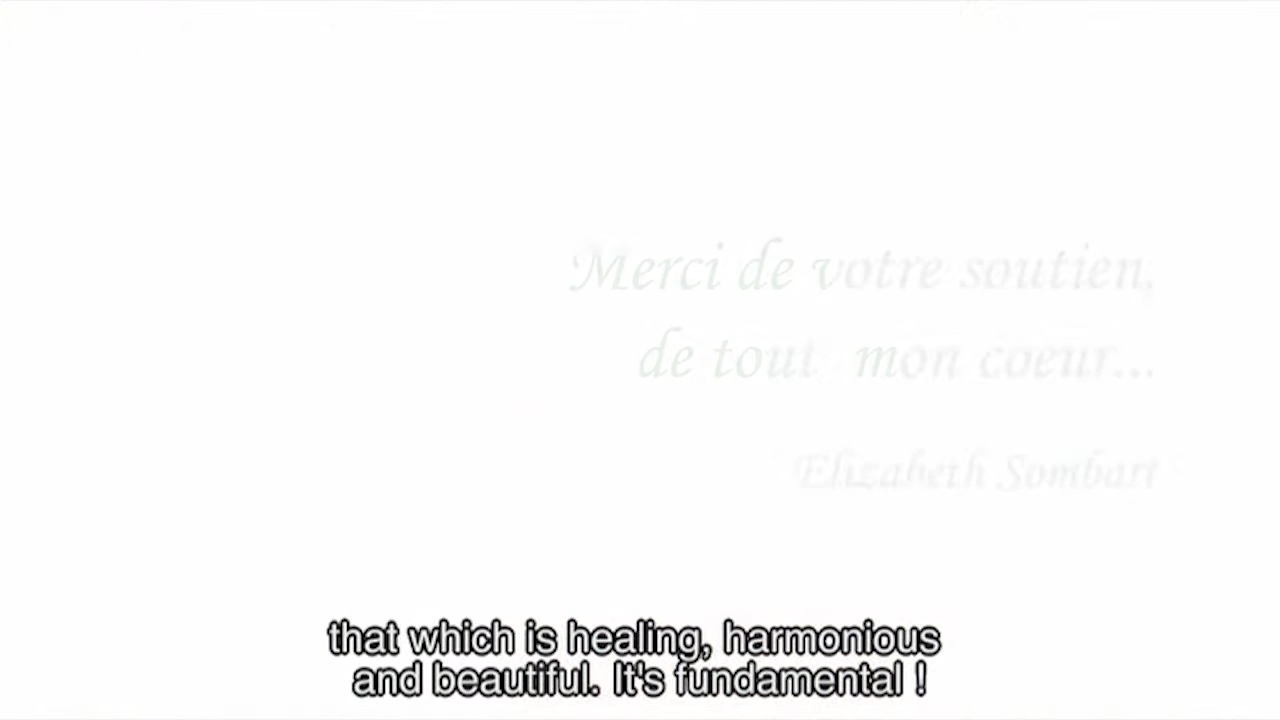 Merci de votre soutien,
de tout mon coeur...
Elizabeth Sombart
that which is healing, harmonious
and beautiful. It's fundamental !